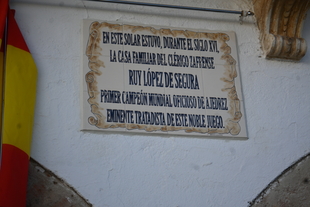 EN ESTE SOLAR ESTUVO, DURANTE EL SIGLO XVI,
LA CASA FAMILIAR DEL CLÉRIGO ZAFRENSE
RUY LÓPEZ DE SEGURA
PRIMER CAMPEÓN MUNDIAL OFICIOSO DE AJEDREZ
EMINENTE TRATADISTA DE ESTE NOBLE JUEGO.